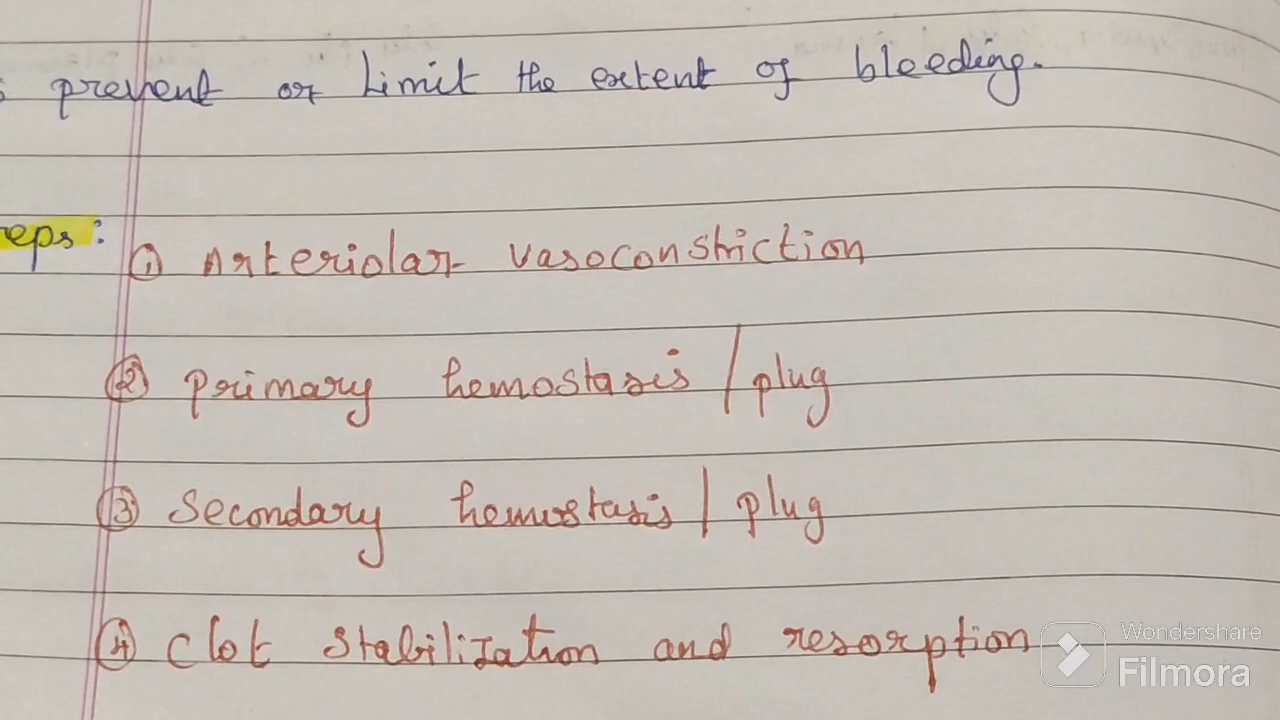 prevent or Limit the extent of bleeding.
eps:
① Arteriolar vasoconstriction
② primary hemostasis / plug
③ Secondary hemostasis / plug
④ Clot stabilization and resorption
Wondershare
Filmora